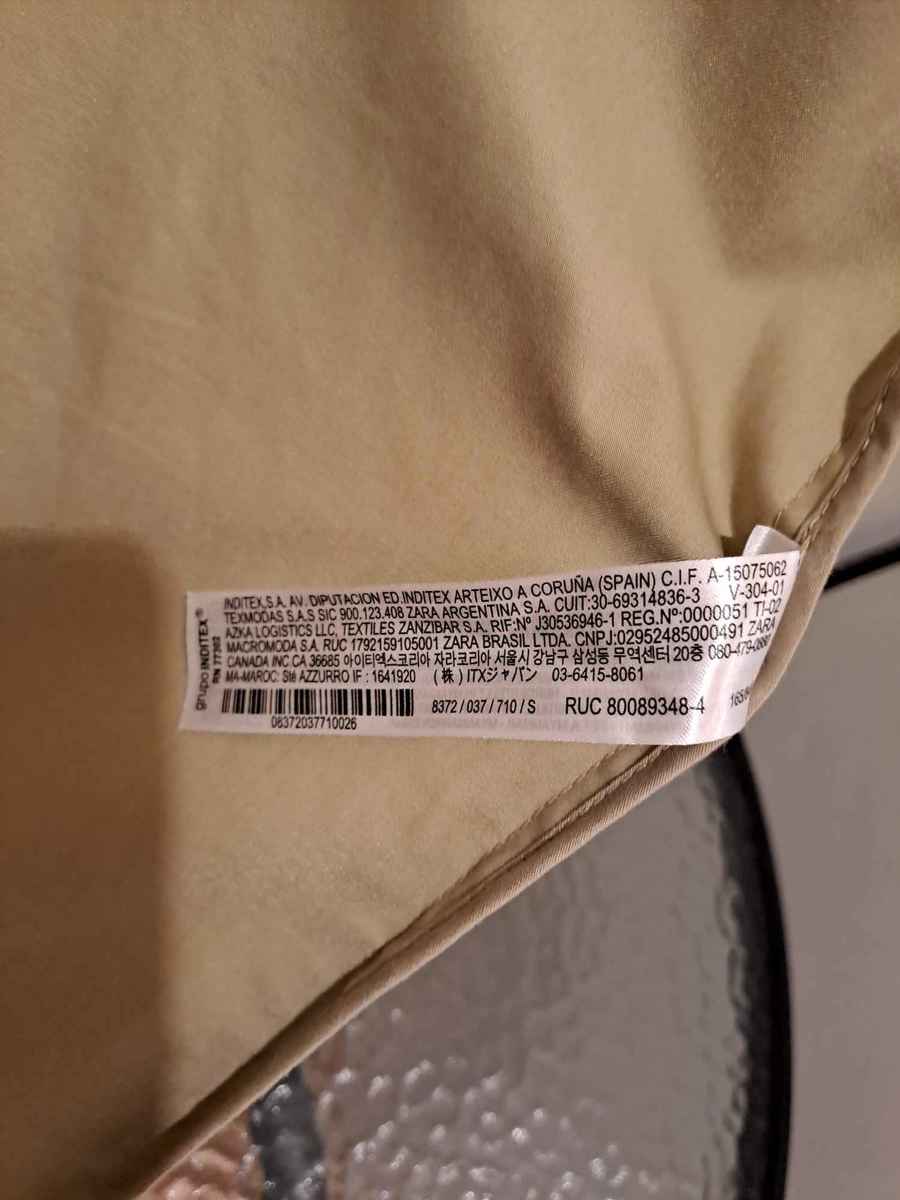 grupo INDITEX®
RN 77302
INDITEX,S.A. AV. DIPUTACION ED.INDITEX ARTEIXO A CORUÑA (SPAIN) C.I.F. A-15075062
TEXMODAS S.A.S SIC 900.123.408 ZARA ARGENTINA S.A. CUIT:30-69314836-3 V-304-01
AZKA LOGISTICS LLC, TEXTILES ZANZIBAR S.A. RIF:Nº J30536946-1 REG.Nº:0000051 TI-02
MACROMODA S.A. RUC 1792159105001 ZARA BRASIL LTDA. CNPJ:02952485000491 ZARA
CANADA INC.CA 36685 아이티엑스코리아 자라코리아 서울시 강남구 삼성동 무역센터 20층
MA-MAROC: Sté AZZURRO IF : 1641920 (株) ITXジャパン 03-6415-8061
8372 / 037 / 710 / S RUC 80089348-4
08372037710026